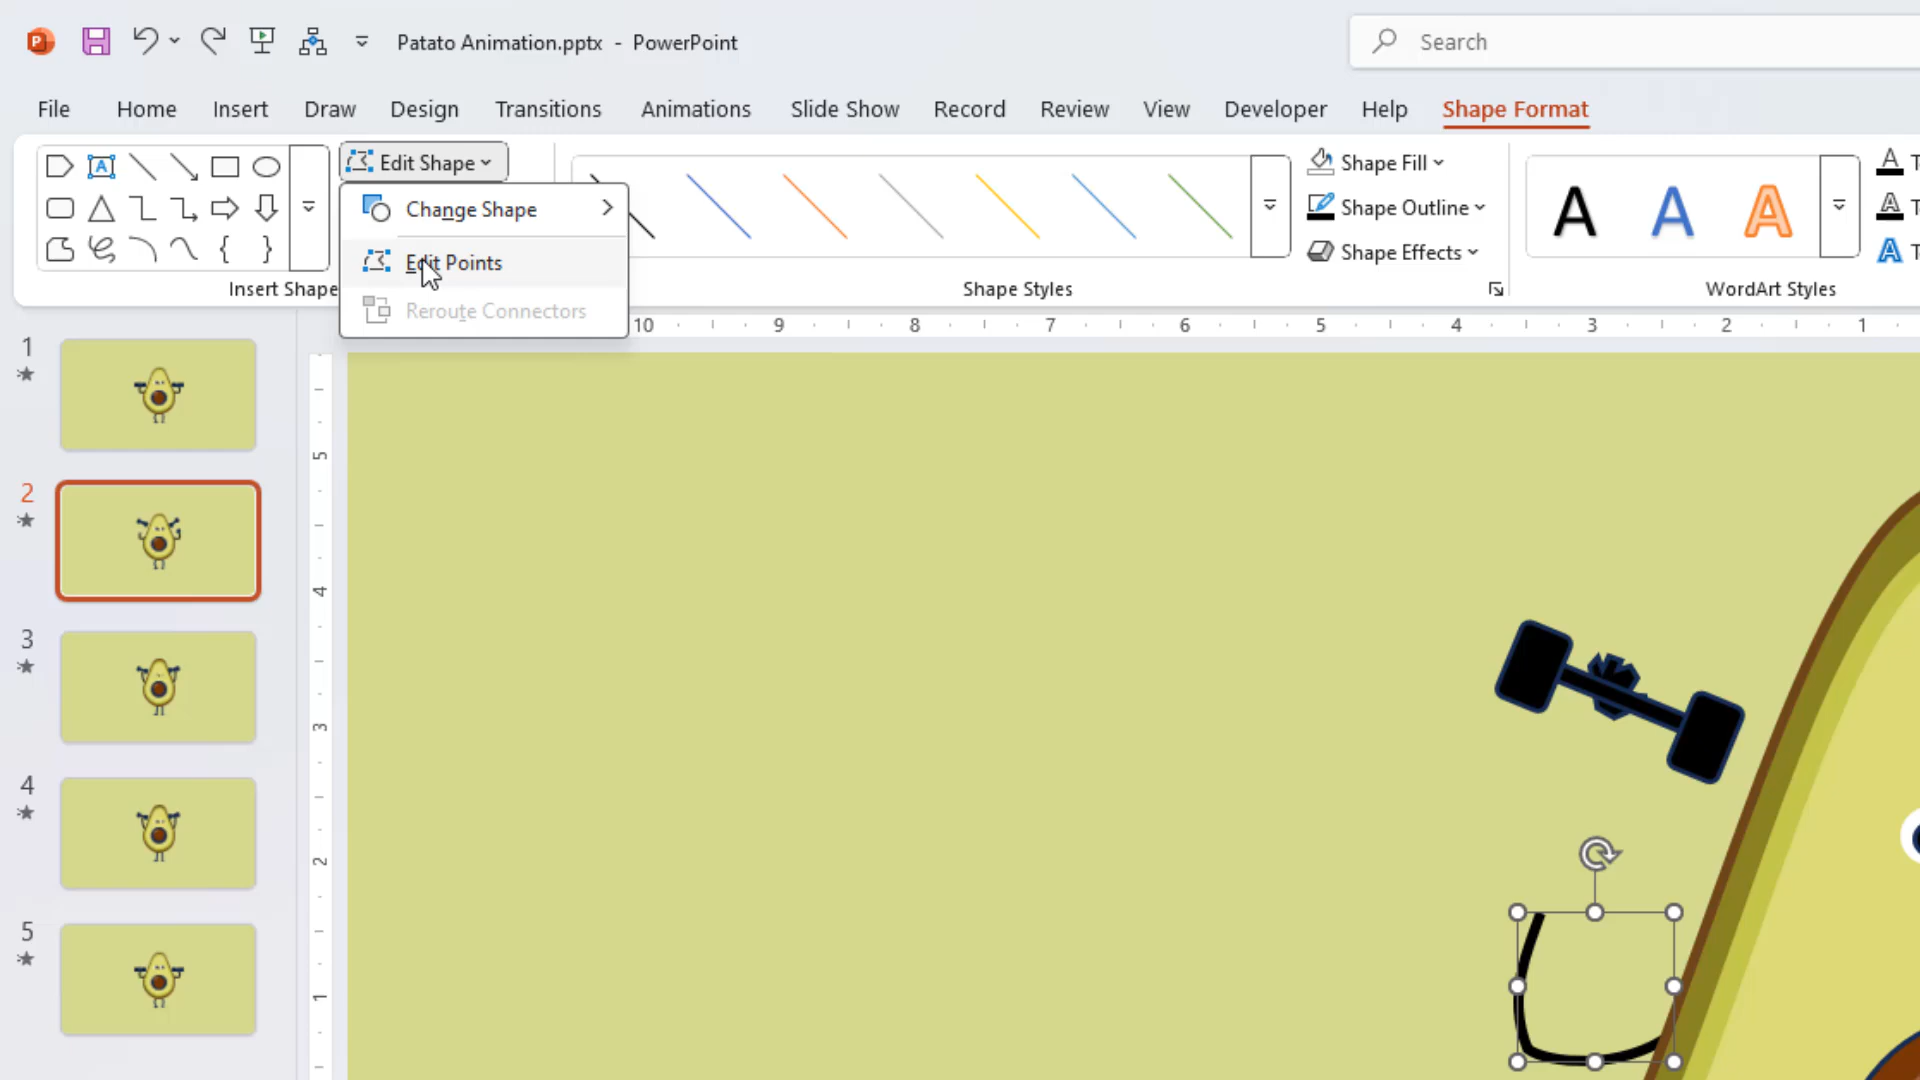 Patato Animation.pptx - PowerPoint
Search
File Home Insert Draw Design Transitions Animations Slide Show Record Review View Developer Help Shape Format
Edit Shape
Change Shape
Edit Points
Reroute Connectors
Insert Shape
Shape Fill
Shape Outline
Shape Effects
Shape Styles
A A A
WordArt Styles
10 9 8 7 6 5 4 3 2 1
5
4
3
2
1
1
2
3
4
5